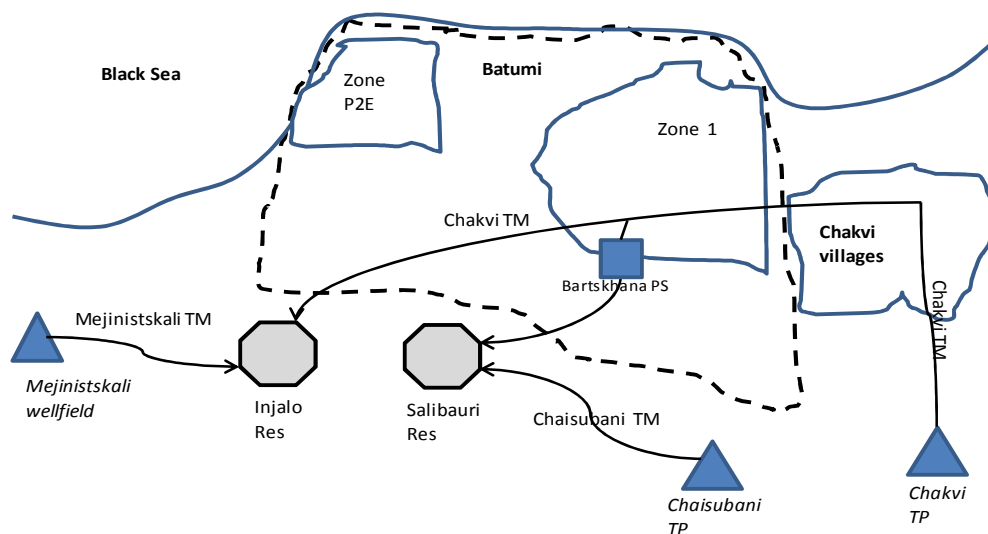 Black Sea
Zone
P2E
Batumi
Zone 1
Chakvi TM
Chakvi
villages
Bartskhana PS
Chakvi TM
Mejinistskali TM
Mejinistskali
wellfield
Injalo
Res
Salibauri
Res
Chaisubani TM
Chaisubani
TP
Chakvi
TP